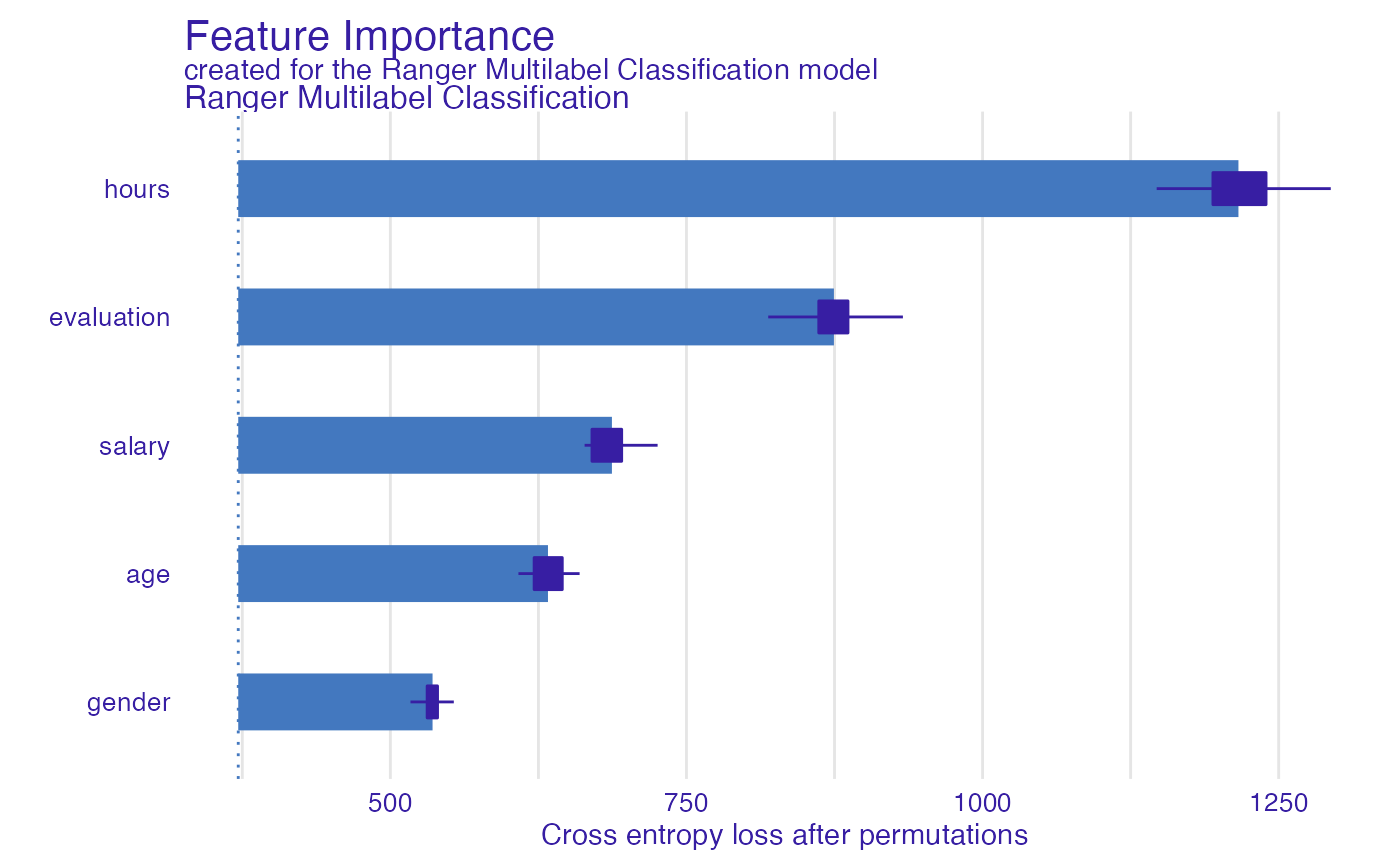 Feature Importance
created for the Ranger Multilabel Classification model
Ranger Multilabel Classification
hours
evaluation
salary
age
gender
500 750 1000 1250
Cross entropy loss after permutations